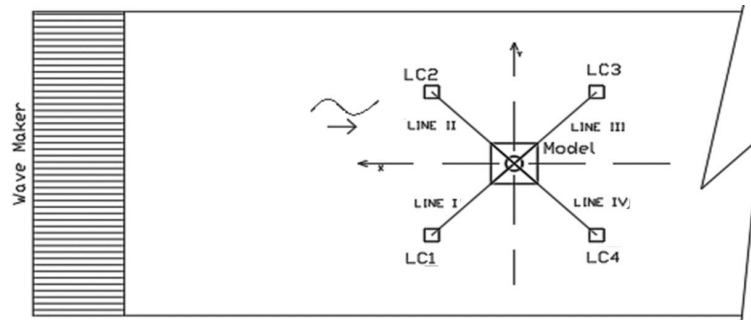 Wave Maker
Y
LC2
LC3
LINE II
LINE III
Model
X
LINE I
LINE IV
LC1
LC4